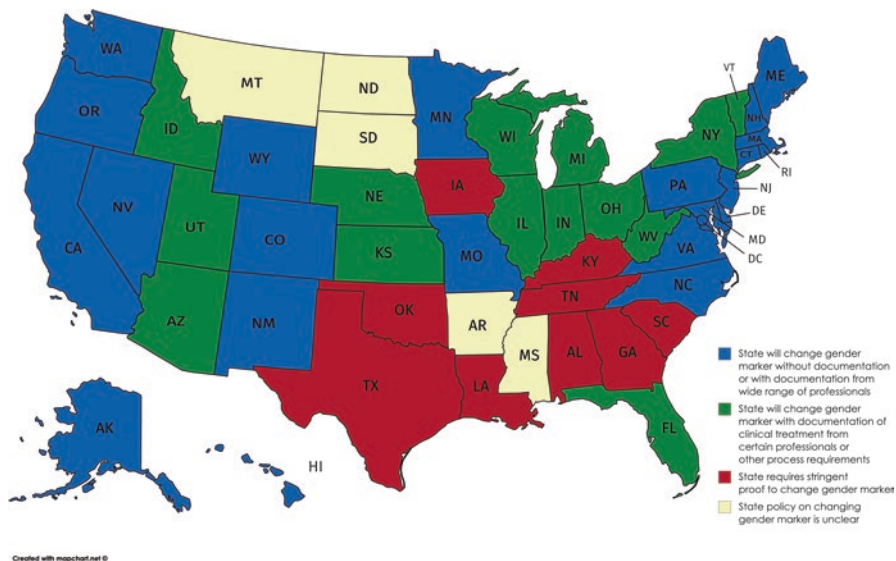 WA
MT
ND
MN
ME
VT
NH
OR
ID
SD
WI
MI
NY
MA
CT
RI
WY
IA
PA
NJ
NE
OH
NV
UT
IL
IN
DE
CA
CO
WV
VA
MD
KS
MO
KY
DC
NC
TN
AZ
NM
OK
AR
SC
MS
AL
GA
TX
LA
FL
AK
HI
State will change gender
marker without documentation
or with documentation from
wide range of professionals
State will change gender
marker with documentation of
clinical treatment from
certain professionals or
other process requirements
State requires stringent
proof to change gender marker
State policy on changing
gender marker is unclear
Created with mapchart.net ©